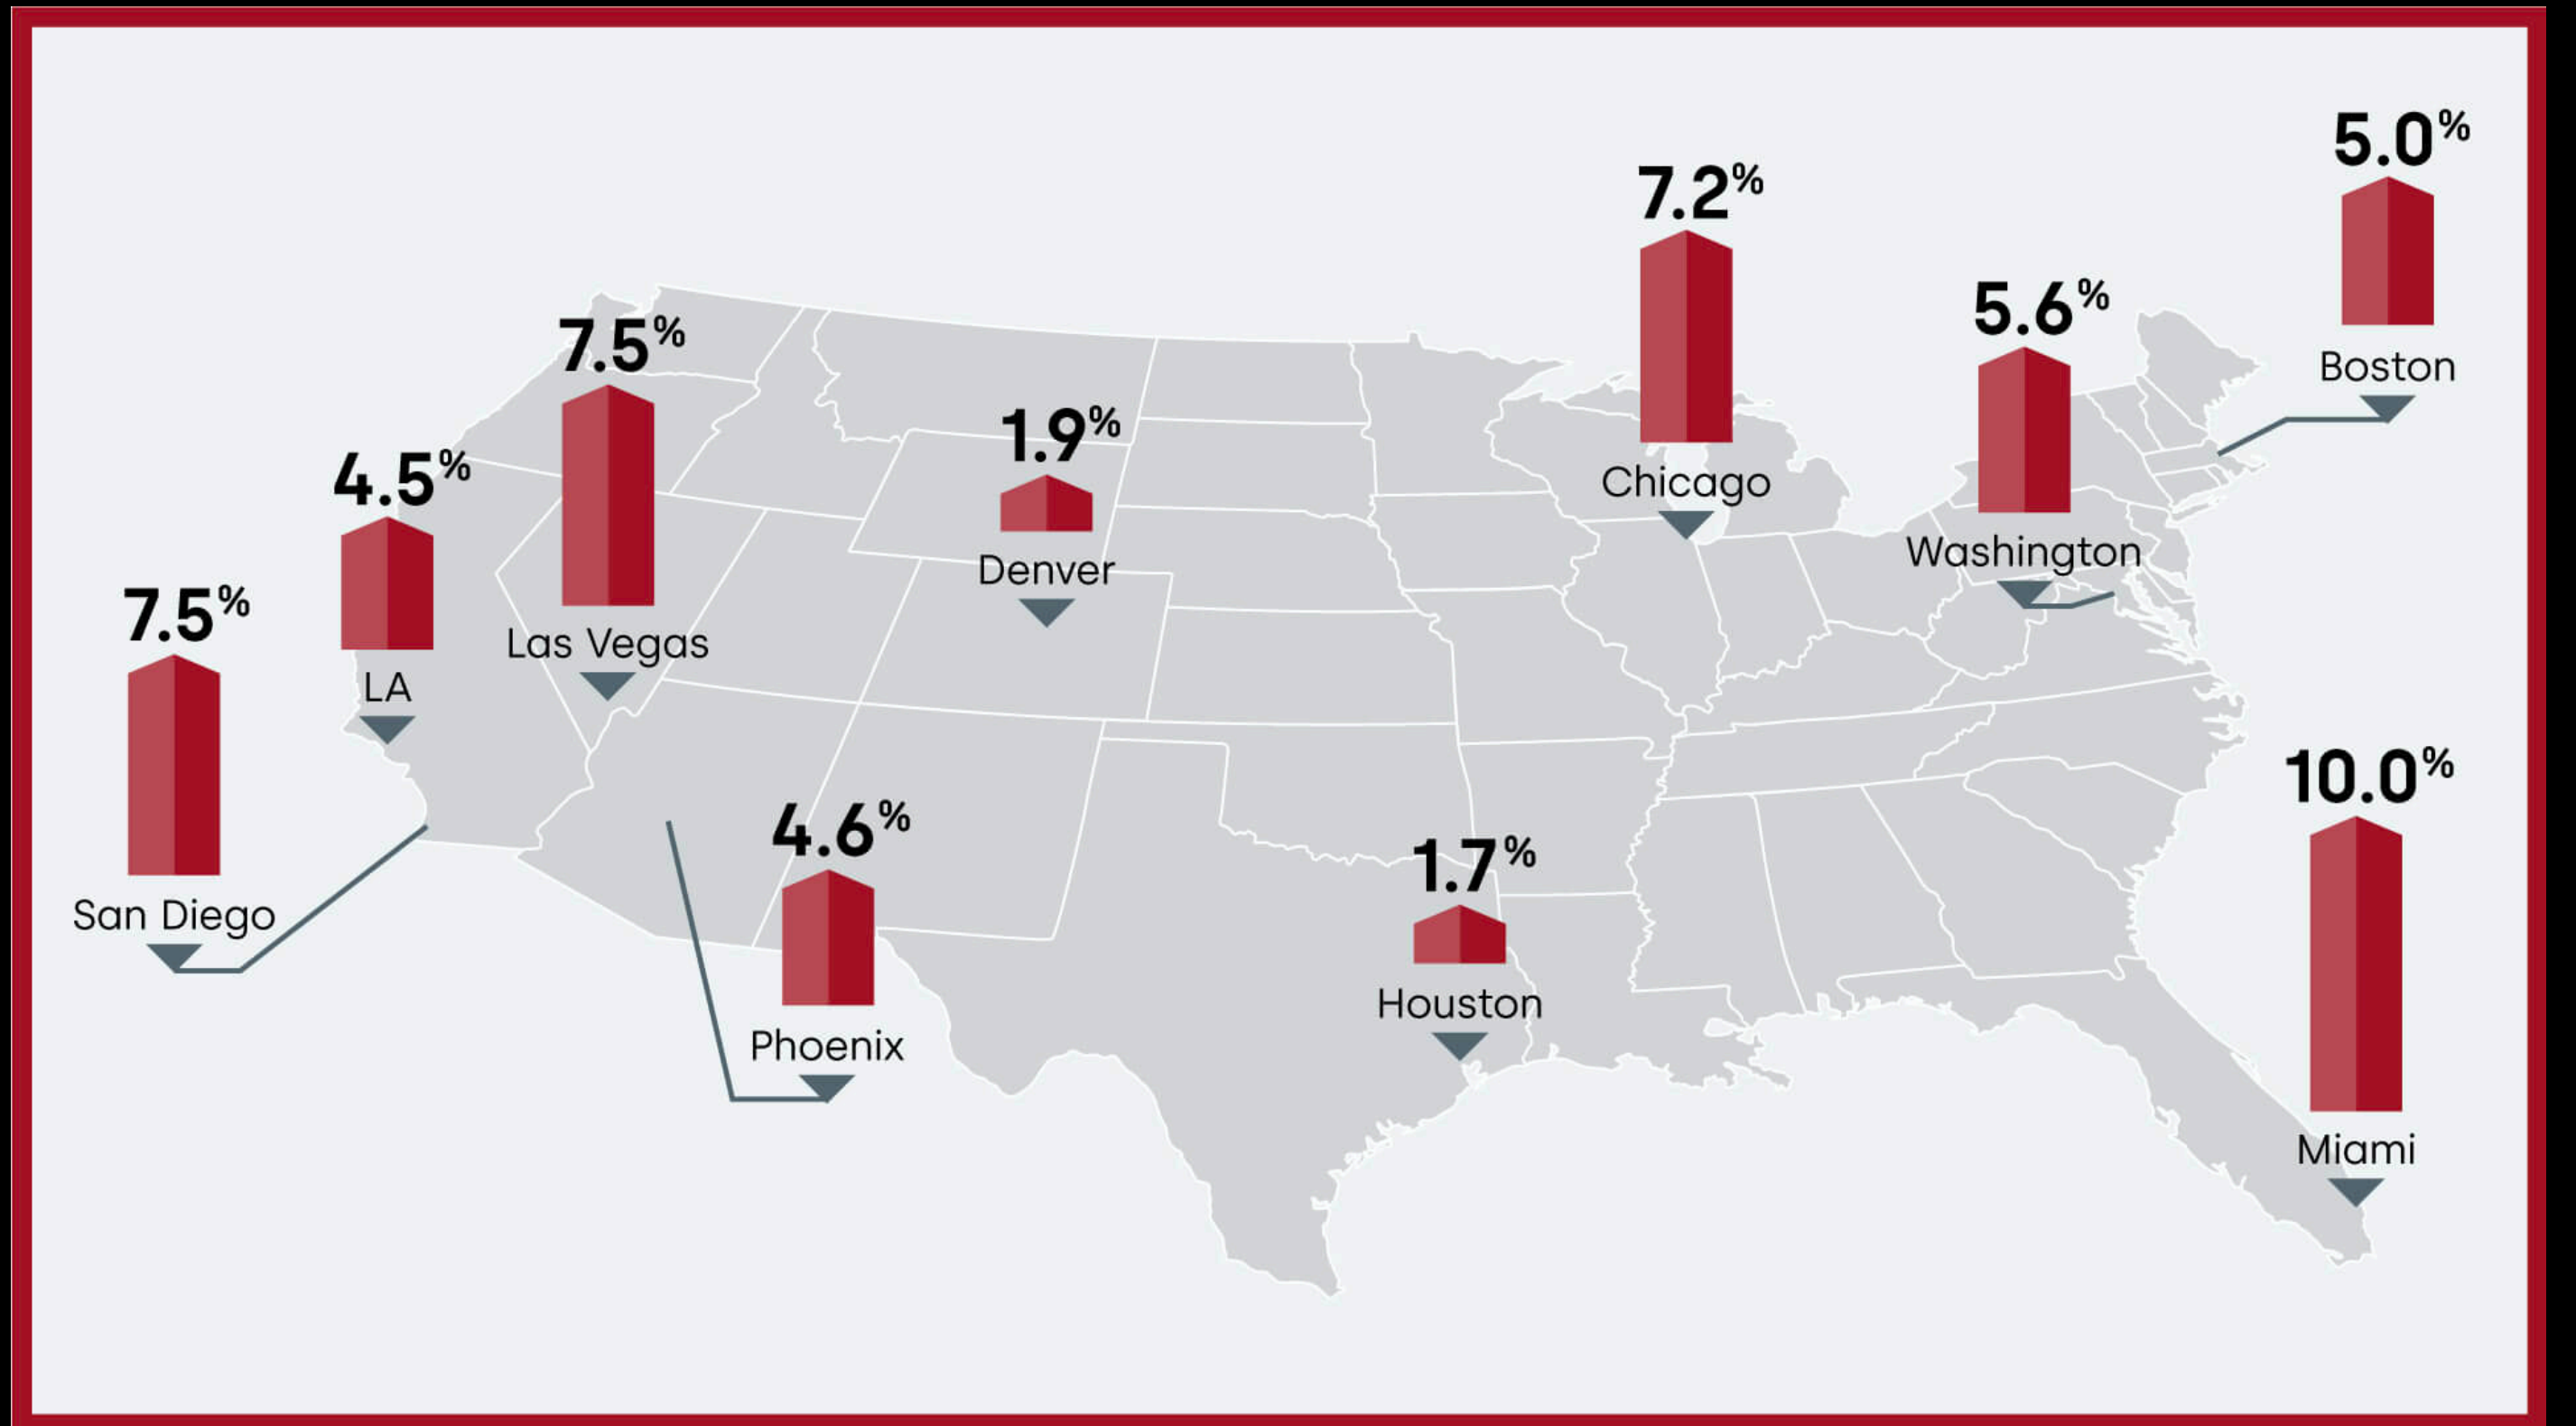 5.0%
Boston
7.2%
Chicago
5.6%
Washington
7.5%
Las Vegas
1.9%
Denver
4.5%
LA
7.5%
San Diego
4.6%
Phoenix
1.7%
Houston
10.0%
Miami